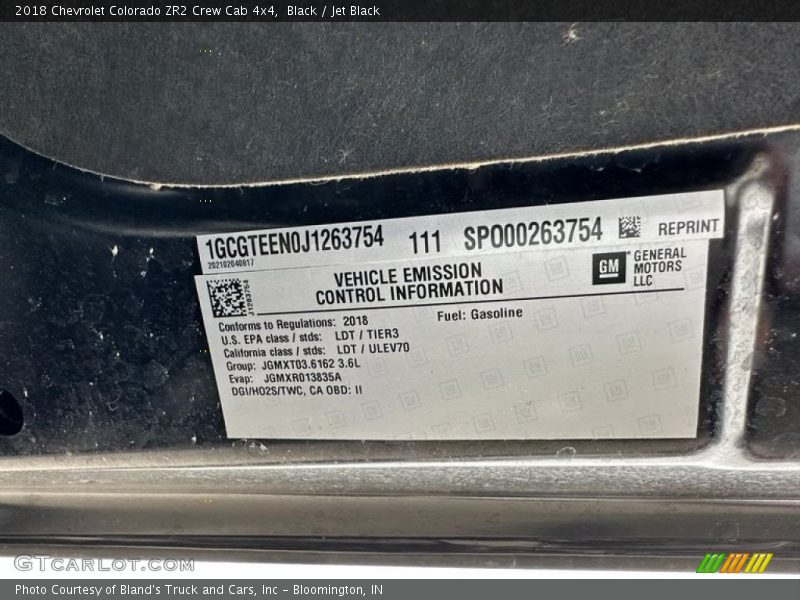 2018 Chevrolet Colorado ZR2 Crew Cab 4x4,  Black / Jet Black
1GCGTEEN0J1263754 111 SP000263754 REPRINT
202102040817
J1263754
VEHICLE EMISSION
CONTROL INFORMATION
GM
GENERAL
MOTORS
LLC
Conforms to Regulations: 2018 Fuel: Gasoline
U.S. EPA class / stds: LDT / TIER3
California class / stds: LDT / ULEV70
Group: JGMXT03.6162 3.6L
Evap: JGMXR013835A
DGI/HO2S/TWC, CA OBD: II
GTCARLOT.COM
Photo Courtesy of Bland's Truck and Cars, Inc - Bloomington, IN